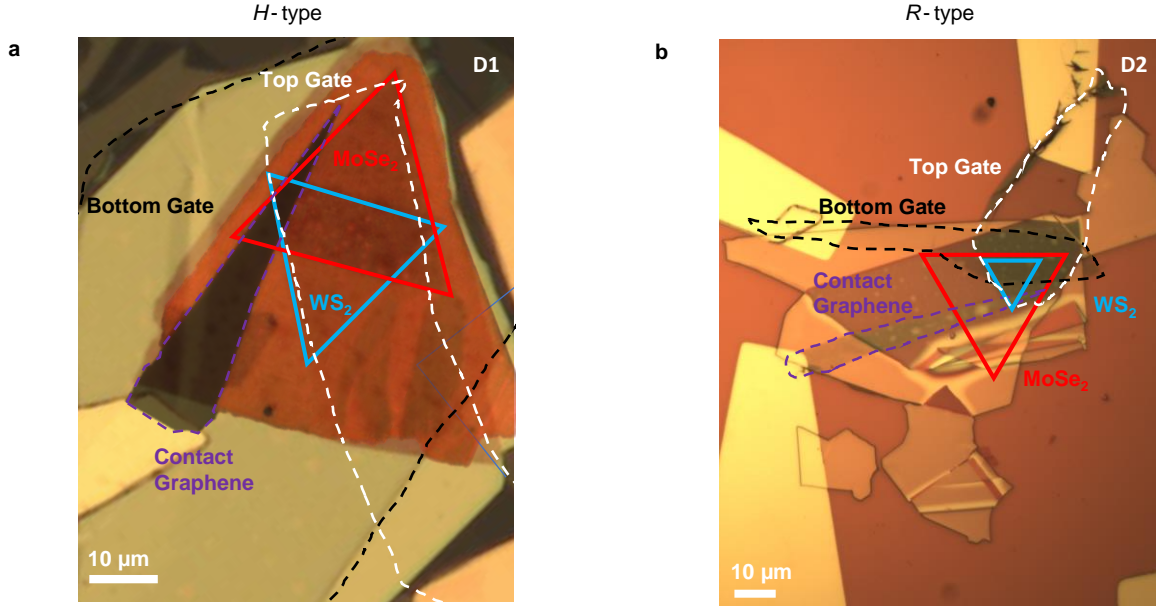 H- type
R- type
a
D1
Top Gate
MoSe₂
Bottom Gate
WS₂
Contact
Graphene
10 µm
b
D2
Top Gate
Bottom Gate
Contact
Graphene
WS₂
MoSe₂
10 µm